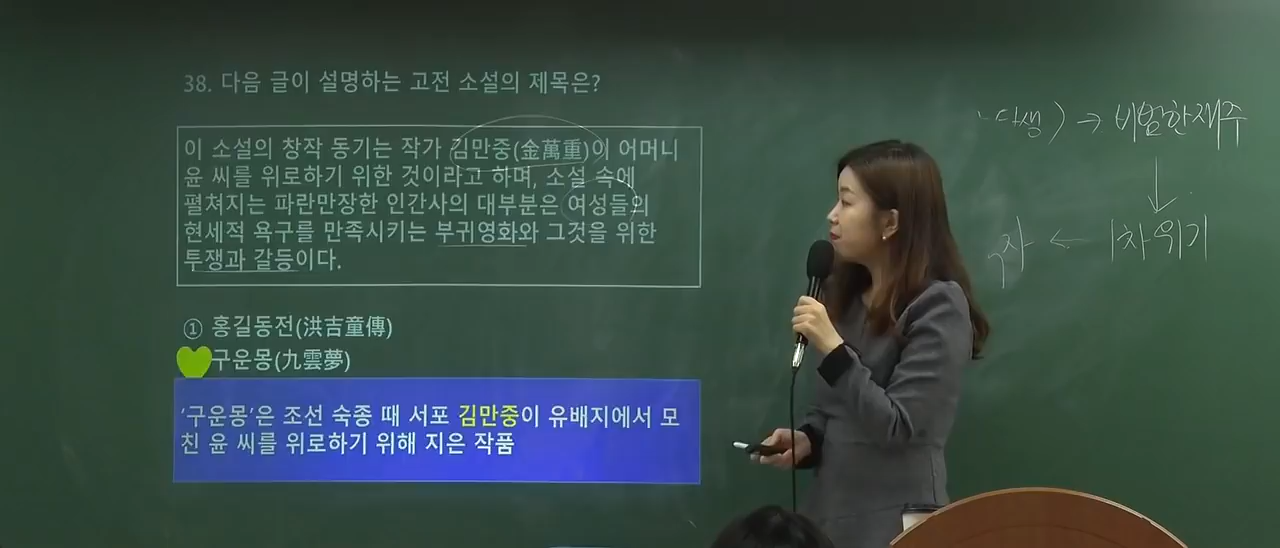 38. 다음 글이 설명하는 고전 소설의 제목은?
이 소설의 창작 동기는 작가 김만중(金萬重)이 어머니
윤 씨를 위로하기 위한 것이라고 하며, 소설 속에
펼쳐지는 파란만장한 인간사의 대부분은 여성들의
현세적 욕구를 만족시키는 부귀영화와 그것을 위한
투쟁과 갈등이다.
① 홍길동전(洪吉童傳)
구운몽(九雲夢)
'구운몽'은 조선 숙종 때 서포 김만중이 유배지에서 모
친 윤 씨를 위로하기 위해 지은 작품
탄생) → 비범한재주
↓
자 ← 1차위기